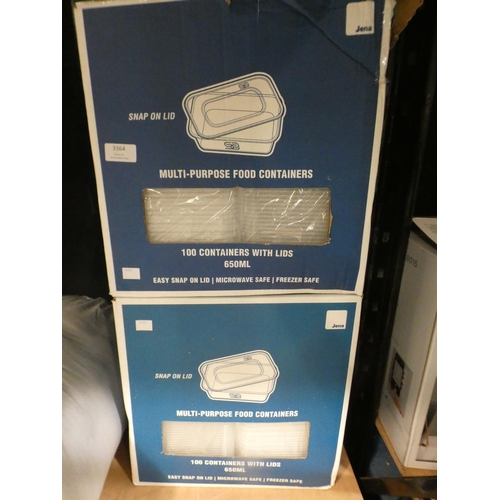 Jena
SNAP ON LID
3364
MULTI-PURPOSE FOOD CONTAINERS
100 CONTAINERS WITH LIDS
650ML
EASY SNAP ON LID | MICROWAVE SAFE | FREEZER SAFE
Jena
SNAP ON LID
MULTI-PURPOSE FOOD CONTAINERS
100 CONTAINERS WITH LIDS
650ML
EASY SNAP ON LID | MICROWAVE SAFE | FREEZER SAFE